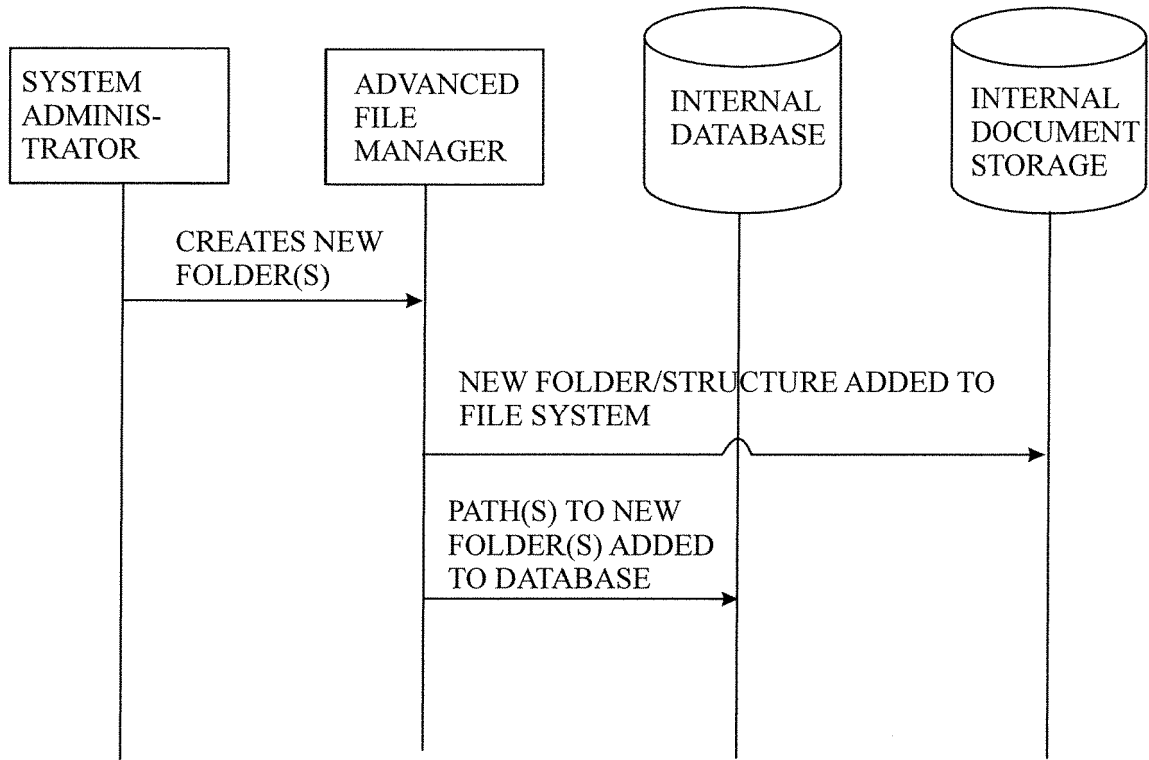 SYSTEM
ADMINIS-
TRATOR
ADVANCED
FILE
MANAGER
INTERNAL
DATABASE
INTERNAL
DOCUMENT
STORAGE
CREATES NEW
FOLDER(S)
NEW FOLDER/STRUCTURE ADDED TO
FILE SYSTEM
PATH(S) TO NEW
FOLDER(S) ADDED
TO DATABASE